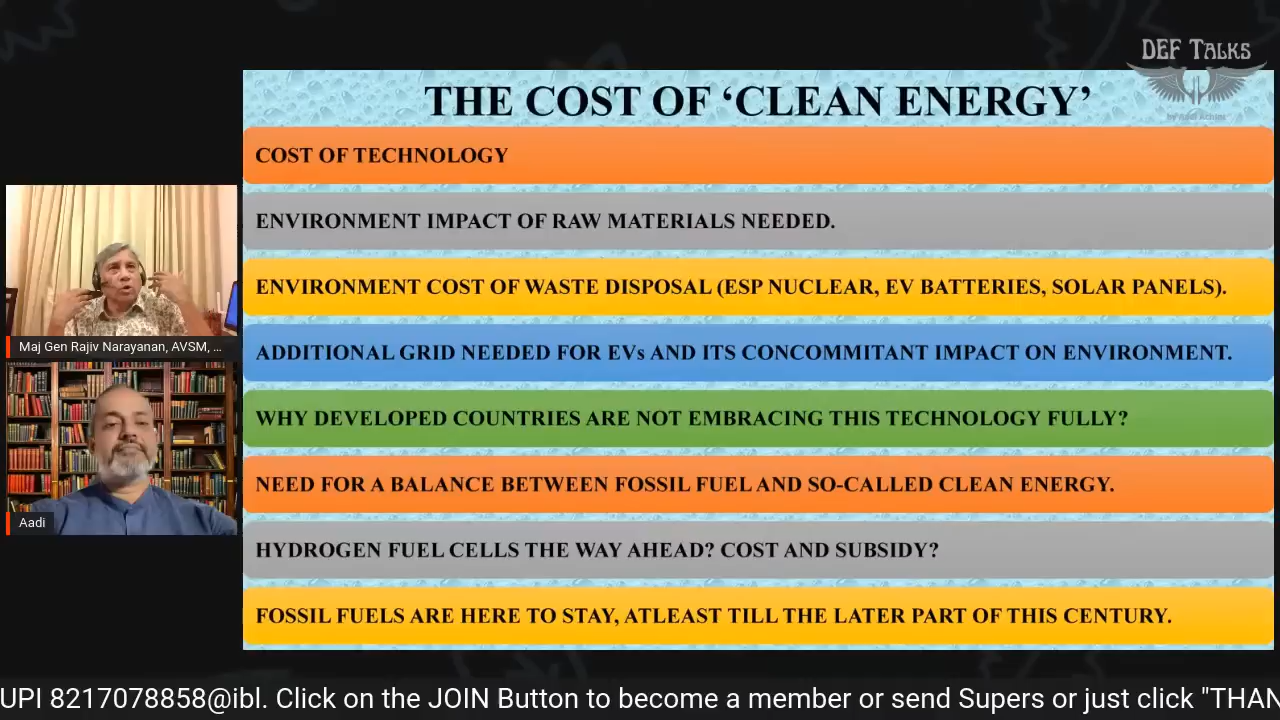 DEF TALKS
by Aadi Achint
THE COST OF ‘CLEAN ENERGY’
COST OF TECHNOLOGY
ENVIRONMENT IMPACT OF RAW MATERIALS NEEDED.
ENVIRONMENT COST OF WASTE DISPOSAL (ESP NUCLEAR, EV BATTERIES, SOLAR PANELS).
ADDITIONAL GRID NEEDED FOR EVs AND ITS CONCOMMITANT IMPACT ON ENVIRONMENT.
WHY DEVELOPED COUNTRIES ARE NOT EMBRACING THIS TECHNOLOGY FULLY?
NEED FOR A BALANCE BETWEEN FOSSIL FUEL AND SO-CALLED CLEAN ENERGY.
HYDROGEN FUEL CELLS THE WAY AHEAD? COST AND SUBSIDY?
FOSSIL FUELS ARE HERE TO STAY, ATLEAST TILL THE LATER PART OF THIS CENTURY.
Maj Gen Rajiv Narayanan, AVSM, ...
Aadi
UPI 8217078858@ibl. Click on the JOIN Button to become a member or send Supers or just click "THAN